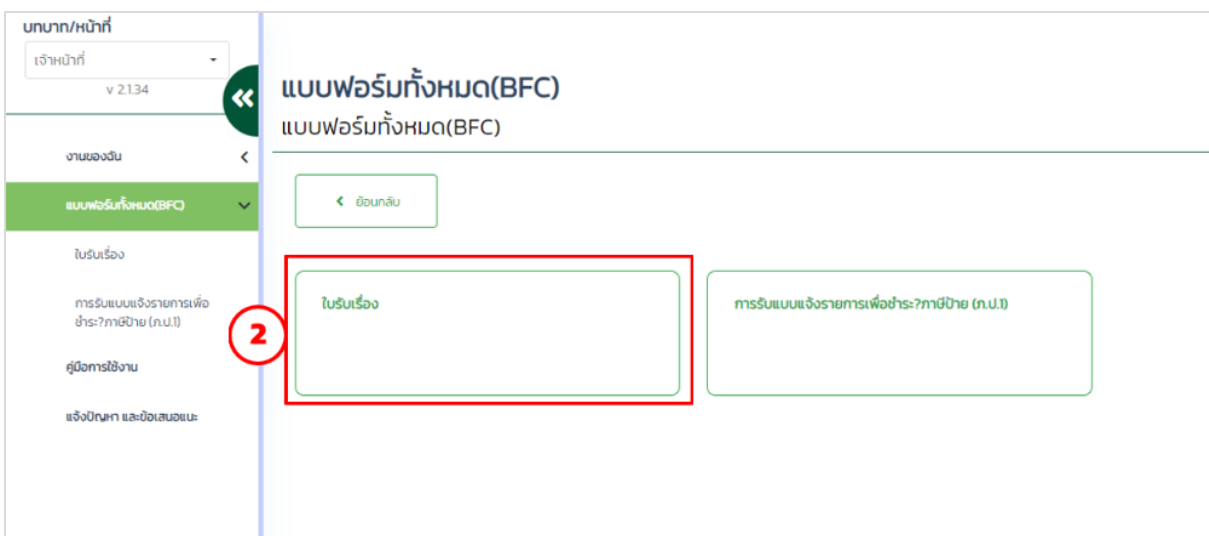 บทบาท/หน้าที่
เจ้าหน้าที่
v 2.1.34
งานของฉัน
แบบฟอร์มทั้งหมด(BFC)
ใบรับเรื่อง
การรับแบบแจ้งรายการเพื่อ
ชำระ?ภาษีป้าย (ภ.ป.1)
คู่มือการใช้งาน
แจ้งปัญหา และข้อเสนอแนะ
แบบฟอร์มทั้งหมด(BFC)
แบบฟอร์มทั้งหมด(BFC)
ย้อนกลับ
2
ใบรับเรื่อง
การรับแบบแจ้งรายการเพื่อชำระ?ภาษีป้าย (ภ.ป.1)